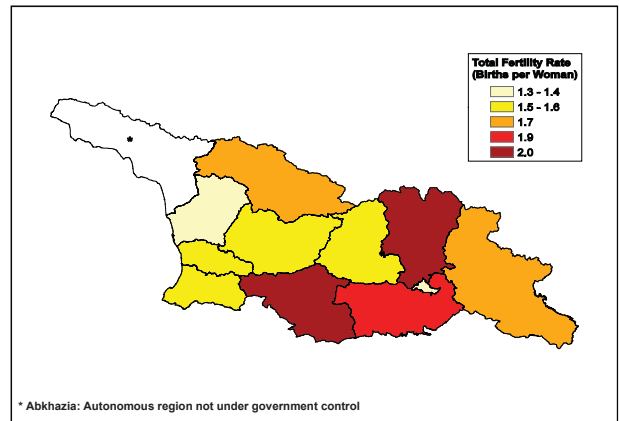 Total Fertility Rate
(Births per Woman)
1.3 - 1.4
1.5 - 1.6
1.7
1.9
2.0
*
* Abkhazia: Autonomous region not under government control